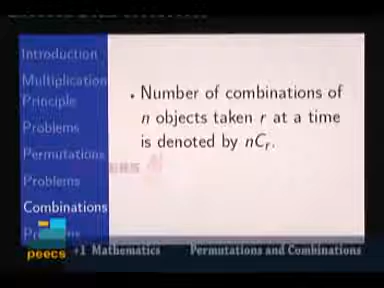 Introduction
Multiplication
Principle
Problems
Permutations
Problems
Combinations
• Number of combinations of
n objects taken r at a time
is denoted by nCr.
peecs
+1 Mathematics
Permutations and Combinations